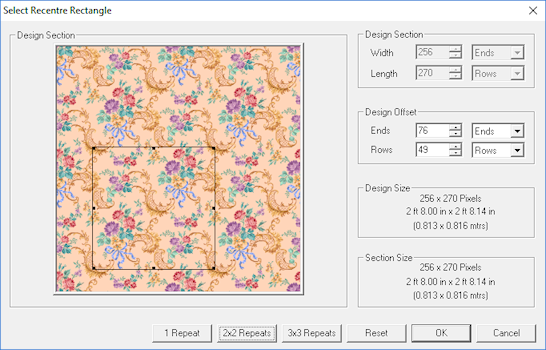 Select Recentre Rectangle
Design Section
Design Section
Width 256 Ends
Length 270 Rows
Design Offset
Ends 76 Ends
Rows 49 Rows
Design Size
256 x 270 Pixels
2 ft 8.00 in x 2 ft 8.14 in
(0.813 x 0.816 mtrs)
Section Size
256 x 270 Pixels
2 ft 8.00 in x 2 ft 8.14 in
(0.813 x 0.816 mtrs)
1 Repeat 2x2 Repeats 3x3 Repeats Reset OK Cancel